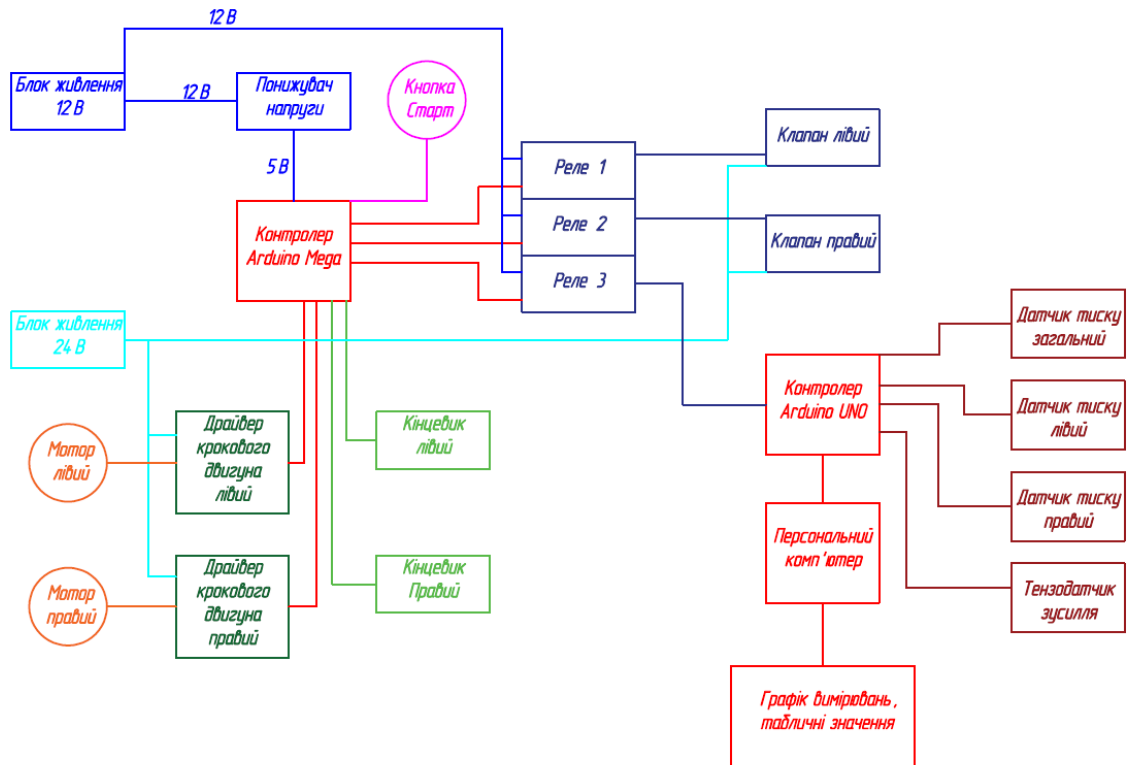 12 В
Блок живлення
12 В
12 В
Понижувач
напруги
Кнопка
Старт
5 В
Контролер
Arduino Mega
Реле 1
Реле 2
Реле 3
Клапан лівий
Клапан правий
Блок живлення
24 В
Датчик тиску
загальний
Контролер
Arduino UNO
Датчик тиску
лівий
Мотор
лівий
Драйвер
крокового
двигуна
лівий
Кінцевик
лівий
Датчик тиску
правий
Персональний
комп'ютер
Мотор
правий
Драйвер
крокового
двигуна
правий
Кінцевик
Правий
Тензодатчик
зусилля
Графік вимірювань,
табличні значення